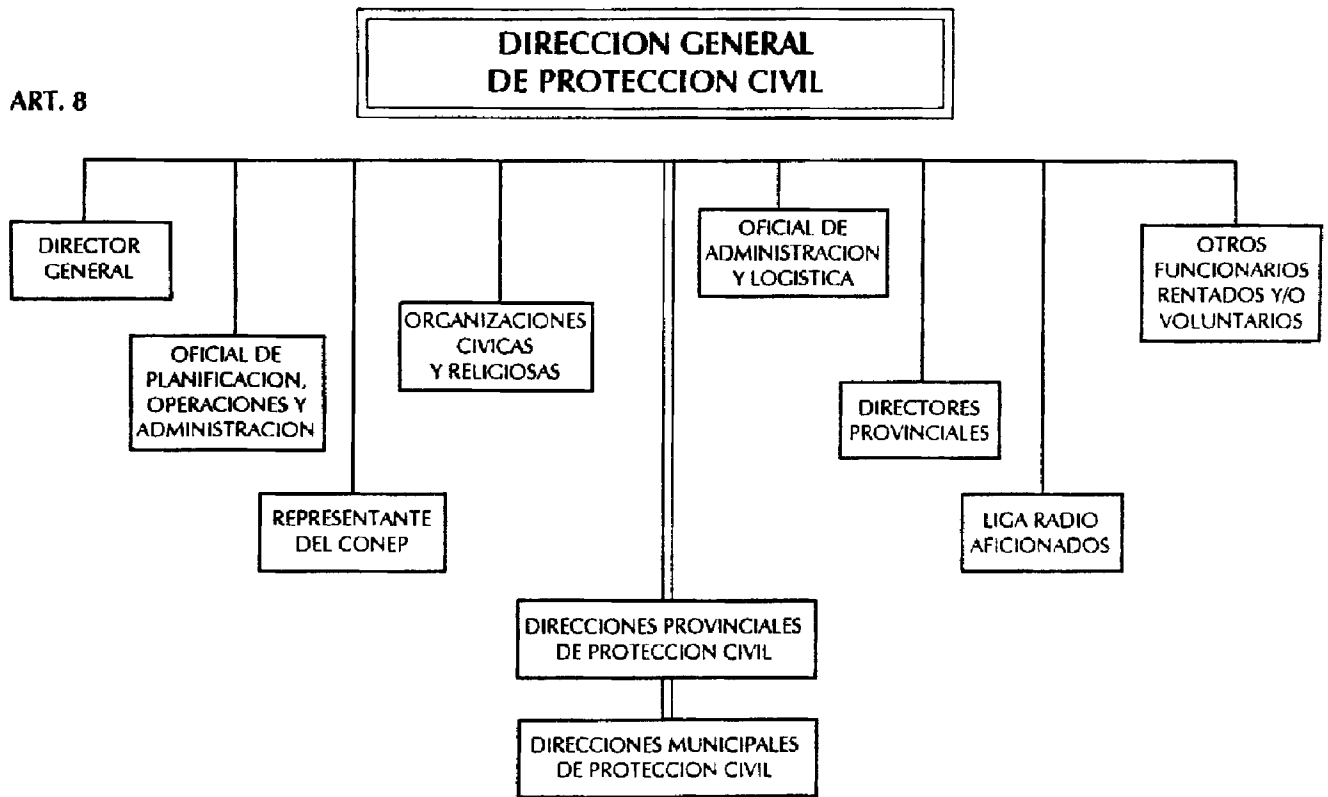 DIRECCION GENERAL
DE PROTECCION CIVIL
ART. 8
DIRECTOR
GENERAL
OFICIAL DE
PLANIFICACION,
OPERACIONES Y
ADMINISTRACION
REPRESENTANTE
DEL CONEP
ORGANIZACIONES
CIVICAS
Y RELIGIOSAS
OFICIAL DE
ADMINISTRACION
Y LOGISTICA
DIRECTORES
PROVINCIALES
LIGA RADIO
AFICIONADOS
OTROS
FUNCIONARIOS
RENTADOS Y/O
VOLUNTARIOS
DIRECCIONES PROVINCIALES
DE PROTECCION CIVIL
DIRECCIONES MUNICIPALES
DE PROTECCION CIVIL